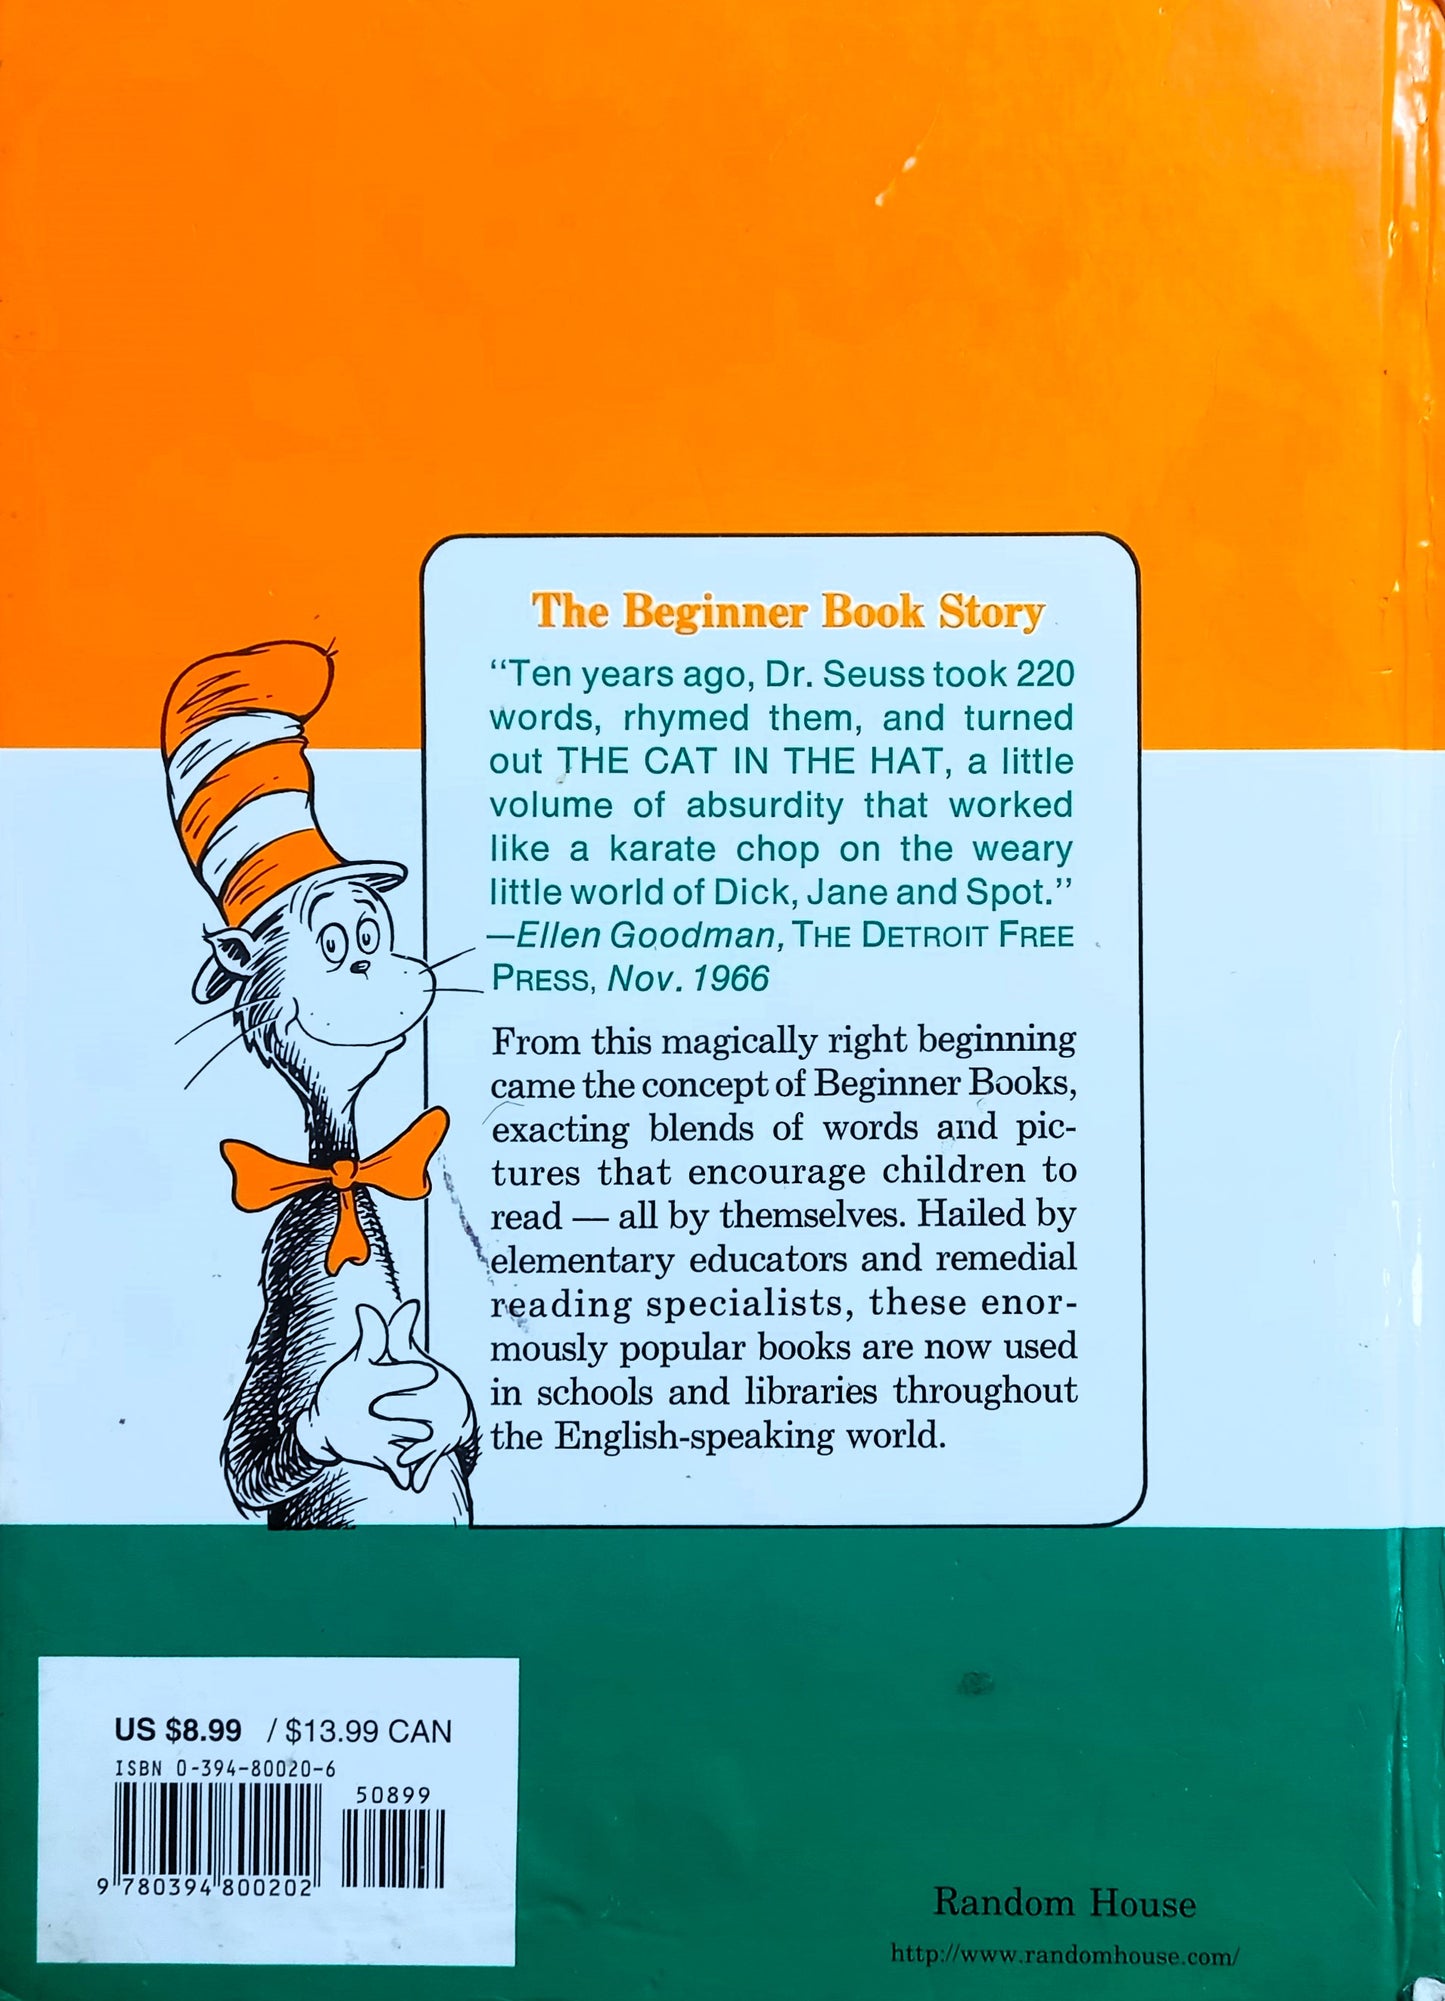 The Beginner Book Story
“Ten years ago, Dr. Seuss took 220
words, rhymed them, and turned
out THE CAT IN THE HAT, a little
volume of absurdity that worked
like a karate chop on the weary
little world of Dick, Jane and Spot.”
—Ellen Goodman, THE DETROIT FREE
PRESS, Nov. 1966
From this magically right beginning
came the concept of Beginner Books,
exacting blends of words and pic-
tures that encourage children to
read — all by themselves. Hailed by
elementary educators and remedial
reading specialists, these enor-
mously popular books are now used
in schools and libraries throughout
the English-speaking world.
US $8.99 / $13.99 CAN
ISBN 0-394-80020-6
50899
9 780394 800202
Random House
http://www.randomhouse.com/